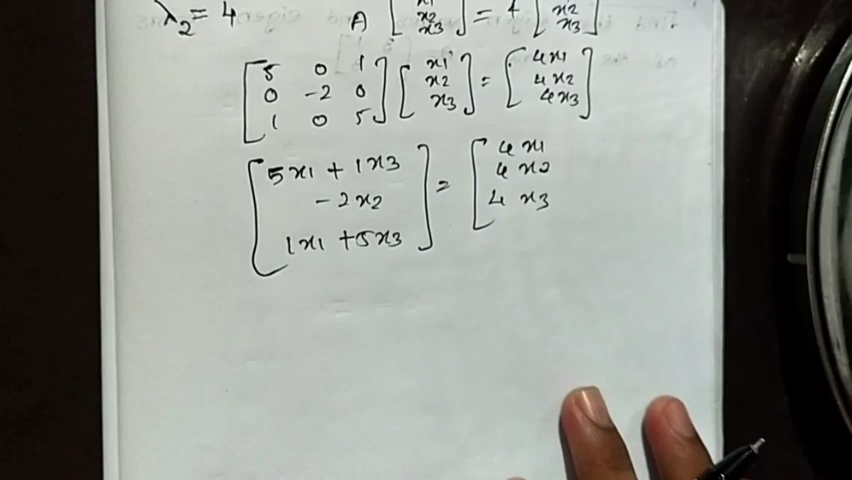 λ2 = 4 A [x1 x2 x3] = 4 [x1 x2 x3]
[5 0 1 [x1 = [4x1
0 -2 0 x2 4x2
1 0 5] x3] 4x3]
[5x1 + 1x3 = [4x1
-2x2 4x2
1x1 + 5x3] 4x3]